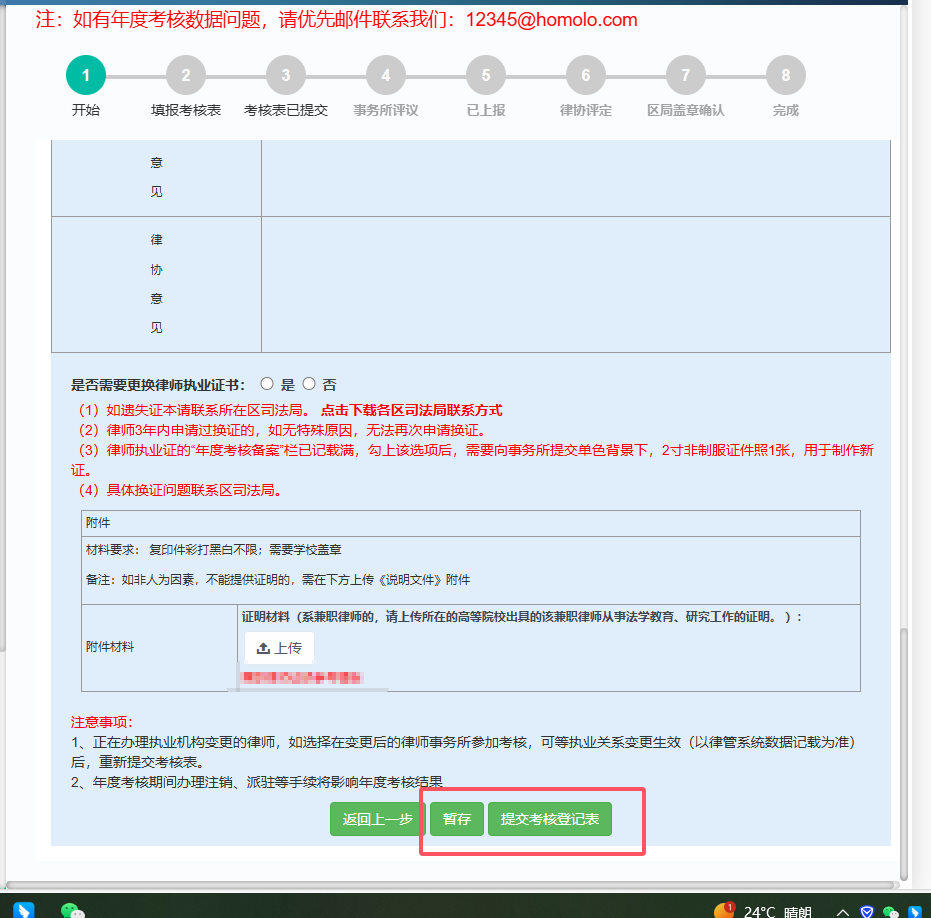 注：如有年度考核数据问题，请优先邮件联系我们：12345@homolo.com
1 2 3 4 5 6 7 8
开始 填报考核表 考核表已提交 事务所评议 已上报 律协评定 区局盖章确认 完成
意
见
律
协
意
见
是否需要更换律师执业证书： 是 否
（1）如遗失证本请联系所在区司法局。 点击下载各区司法局联系方式
（2）律师3年内申请过换证的，如无特殊原因，无法再次申请换证。
（3）律师执业证的“年度考核备案”栏已记载满，勾上该选项后，需要向事务所提交单色背景下，2寸非制服证件照1张，用于制作新
证。
（4）具体换证问题联系区司法局。
附件
材料要求： 复印件彩打黑白不限；需要学校盖章
备注：如非人为因素，不能提供证明的，需在下方上传《说明文件》附件
证明材料（系兼职律师的，请上传所在的高等院校出具的该兼职律师从事法学教育、研究工作的证明。）：
附件材料
上传
注意事项：
1、正在办理执业机构变更的律师，如选择在变更后的律师事务所参加考核，可等执业关系变更生效（以律管系统数据记载为准）
后，重新提交考核表。
2、年度考核期间办理注销、派驻等手续将影响年度考核结果
返回上一步 暂存 提交考核登记表
1 24°C 晴朗